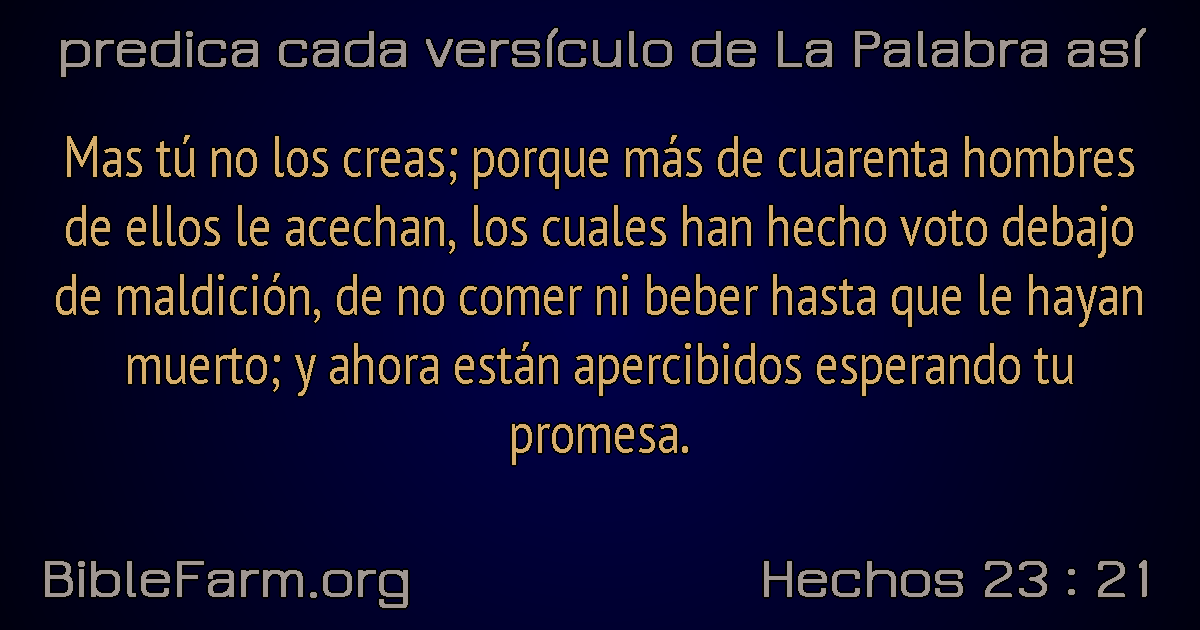 predica cada versículo de La Palabra así
Mas tú no los creas; porque más de cuarenta hombres
de ellos le acechan, los cuales han hecho voto debajo
de maldición, de no comer ni beber hasta que le hayan
muerto; y ahora están apercibidos esperando tu
promesa.
BibleFarm.org
Hechos 23 : 21